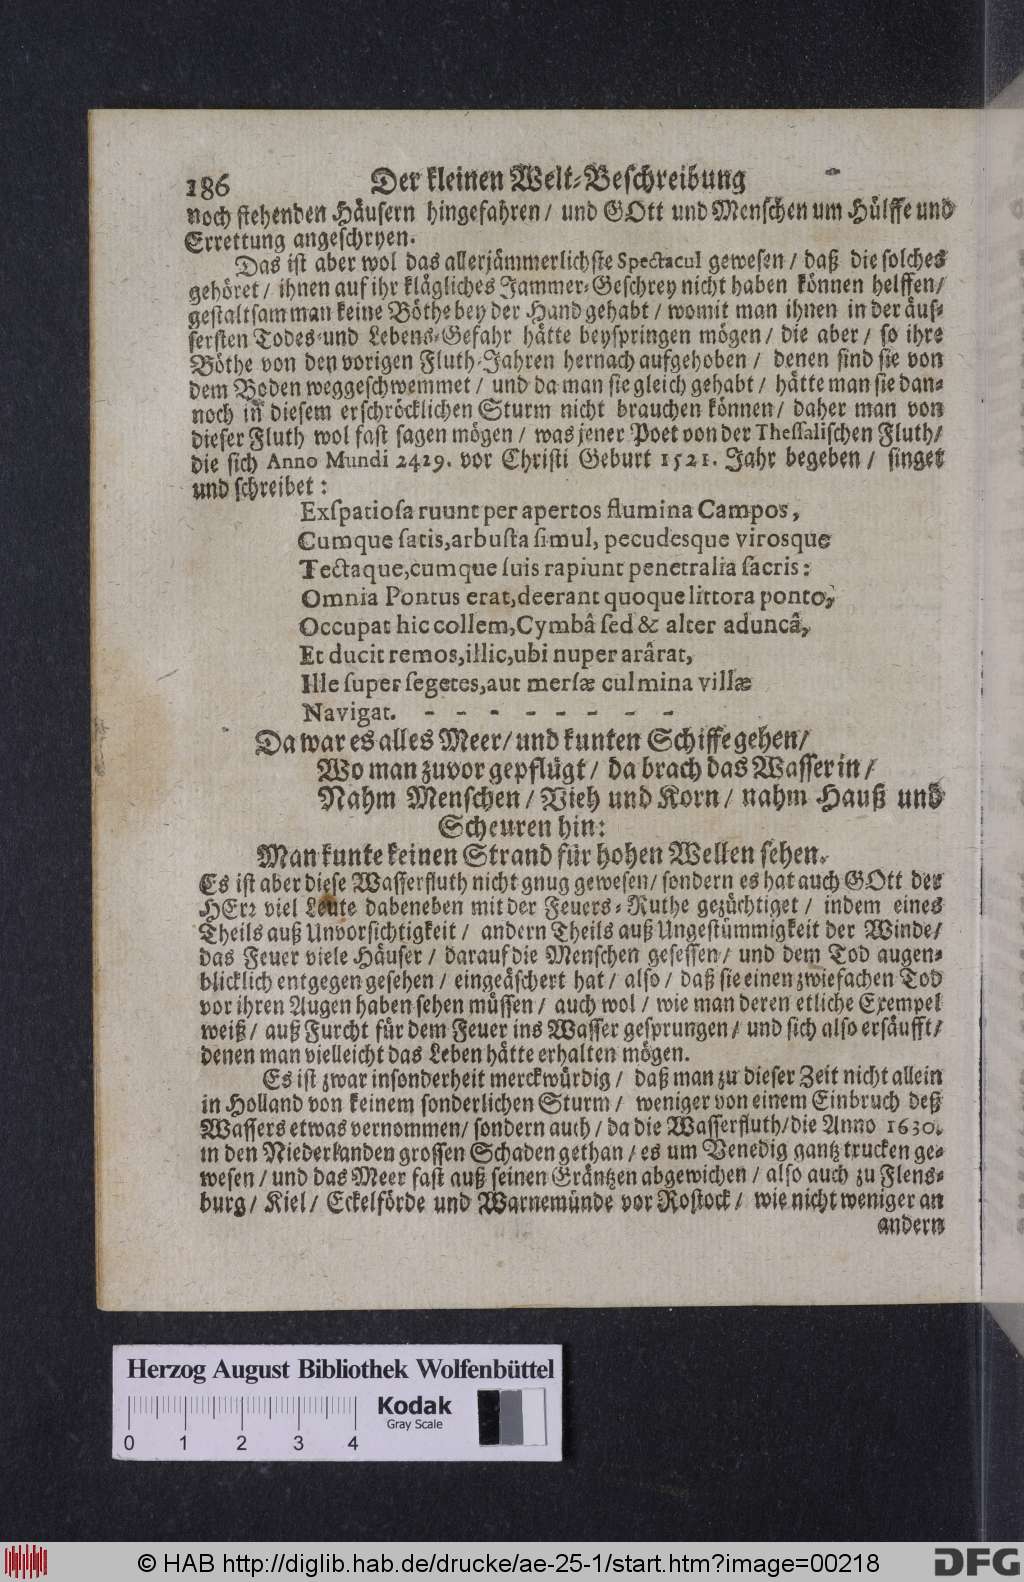 186 Der kleinen Welt-Beschreibung
noch stehenden Häusern hingefahren/ und GOtt und Menschen um Hülffe und
Errettung angeschryen.
Das ist aber wol das allerjämmerlichste Spectacul gewesen/ daß die solches
gehöret/ ihnen auf ihr klägliches Jammer-Geschrey nicht haben können helffen/
gestaltsam man keine Böthe bey der Hand gehabt/ womit man ihnen in der äus-
sersten Todes-und Lebens-Gefahr hätte beyspringen mögen/ die aber/ so ihre
Böthe von den vorigen Fluth-Jahren hernach aufgehoben/ denen sind sie von
dem Boden weggeschwemmet/ und da man sie gleich gehabt/ hätte man sie dan-
noch in diesem erschröcklichen Sturm nicht brauchen können/ daher man von
dieser Fluth wol fast sagen mögen/ was jener Poet von der Thessalischen Fluth/
die sich Anno Mundi 2429. vor Christi Geburt 1521. Jahr begeben/ singet
und schreibet:
Exspatiosa ruunt per apertos flumina Campos,
Cumque satis, arbusta simul, pecudesque virosque
Tectaque, cumque suis rapiunt penetralia sacris:
Omnia Pontus erat, deerant quoque littora ponto,
Occupat hic collem, Cymbâ sed & alter aduncâ,
Et ducit remos, illic, ubi nuper arârat,
Ille super segetes, aut mersæ culmina villæ
Navigat. - - - - - - - -
Da war es alles Meer/ und kunten Schiffe gehen/
Wo man zuvor gepflügt/ da brach das Wasser in/
Nahm Menschen/ Vieh und Korn/ nahm Hauß und
Scheuren hin:
Man kunte keinen Strand für hohen Wellen sehen.
Es ist aber diese Wasserfluth nicht gnug gewesen/ sondern es hat auch GOtt der
HErr viel Leute dabeneben mit der Feuers-Ruthe gezüchtiget/ indem eines
Theils auß Unvorsichtigkeit/ andern Theils auß Ungestümmigkeit der Winde/
das Feuer viele Häuser/ darauf die Menschen gesessen/ und dem Tod augen-
blicklich entgegen gesehen/ eingeäschert hat/ also/ daß sie einen zwiefachen Tod
vor ihren Augen haben sehen müssen/ auch wol/ wie man deren etliche Exempel
weiß/ auß Furcht für dem Feuer ins Wasser gesprungen/ und sich also ersäufft/
denen man vielleicht das Leben hätte erhalten mögen.
Es ist zwar insonderheit merckwürdig/ daß man zu dieser Zeit nicht allein
in Holland von keinem sonderlichen Sturm/ weniger von einem Einbruch deß
Wassers etwas vernommen/ sondern auch/ da die Wasserfluth/ die Anno 1630.
in den Niederlanden grossen Schaden gethan/ es um Venedig gantz trucken ge-
wesen/ und das Meer fast auß seinen Gräntzen abgewichen/ also auch zu Flens-
burg/ Kiel/ Eckelförde und Warnemünde vor Rostock/ wie nicht weniger an
andern
Herzog August Bibliothek Wolfenbüttel
Kodak
Gray Scale
0 1 2 3 4
© HAB http://diglib.hab.de/drucke/ae-25-1/start.htm?image=00218
DFG